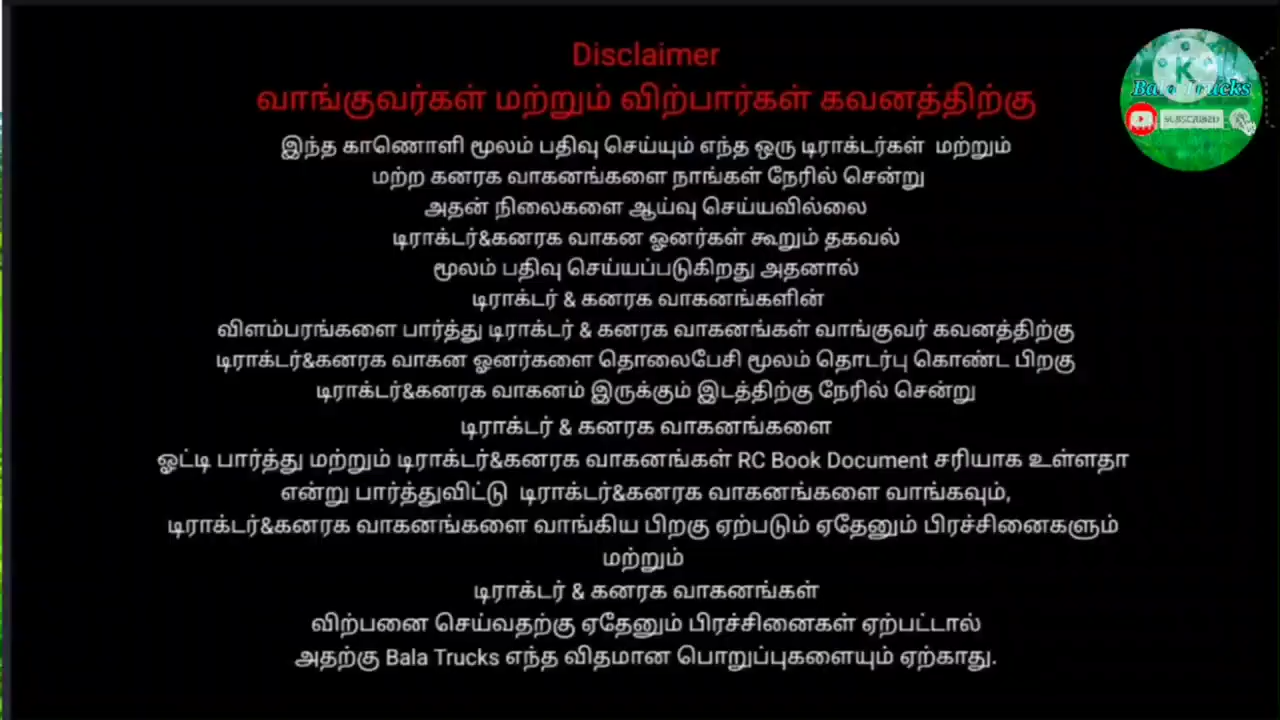 Disclaimer
வாங்குவர்கள் மற்றும் விற்பார்கள் கவனத்திற்கு
இந்த காணொளி மூலம் பதிவு செய்யும் எந்த ஒரு டிராக்டர்கள் மற்றும்
மற்ற கனரக வாகனங்களை நாங்கள் நேரில் சென்று
அதன் நிலைகளை ஆய்வு செய்யவில்லை
டிராக்டர்&கனரக வாகன ஓனர்கள் கூறும் தகவல்
மூலம் பதிவு செய்யப்படுகிறது அதனால்
டிராக்டர் & கனரக வாகனங்களின்
விளம்பரங்களை பார்த்து டிராக்டர் & கனரக வாகனங்கள் வாங்குவர் கவனத்திற்கு
டிராக்டர்&கனரக வாகன ஓனர்களை தொலைபேசி மூலம் தொடர்பு கொண்ட பிறகு
டிராக்டர்&கனரக வாகனம் இருக்கும் இடத்திற்கு நேரில் சென்று
டிராக்டர் & கனரக வாகனங்களை
ஓட்டி பார்த்து மற்றும் டிராக்டர்&கனரக வாகனங்கள் RC Book Document சரியாக உள்ளதா
என்று பார்த்துவிட்டு டிராக்டர்&கனரக வாகனங்களை வாங்கவும்,
டிராக்டர்&கனரக வாகனங்களை வாங்கிய பிறகு ஏற்படும் ஏதேனும் பிரச்சினைகளும்
மற்றும்
டிராக்டர் & கனரக வாகனங்கள்
விற்பனை செய்வதற்கு ஏதேனும் பிரச்சினைகள் ஏற்பட்டால்
அதற்கு Bala Trucks எந்த விதமான பொறுப்புகளையும் ஏற்காது.
K
Bala Trucks
SUBSCRIBED